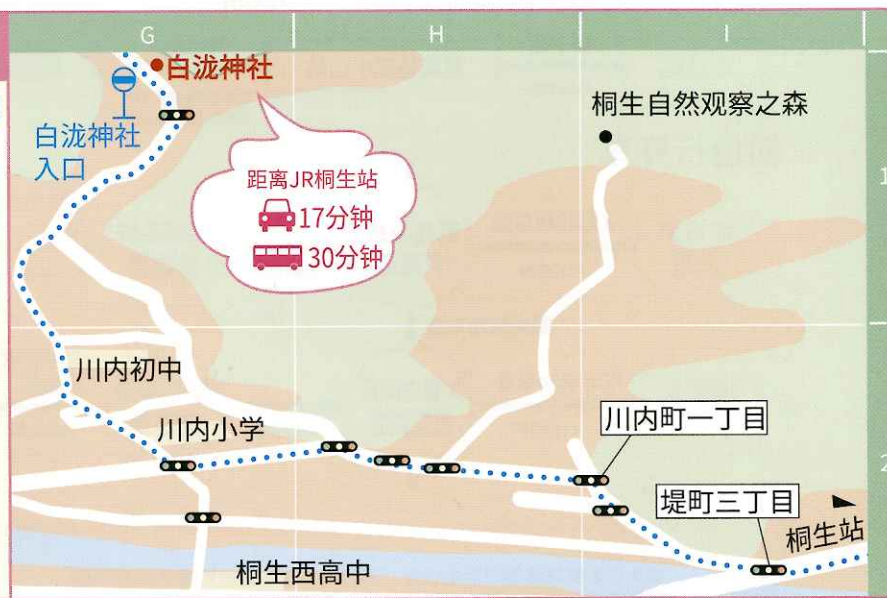 G
H
I
白泷神社
白泷神社
入口
桐生自然观察之森
1
距离JR桐生站
17分钟
30分钟
川内初中
川内小学
川内町一丁目
2
堤町三丁目
桐生站
桐生西高中